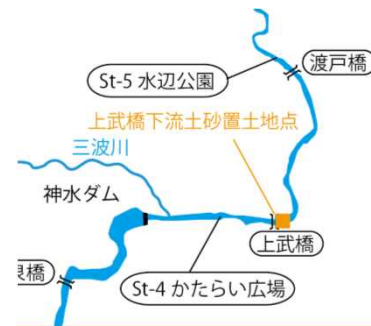 渡戸橋
St-5 水辺公園
上武橋下流土砂置土地点
三波川
神水ダム
上武橋
泉橋
St-4 かたらい広場